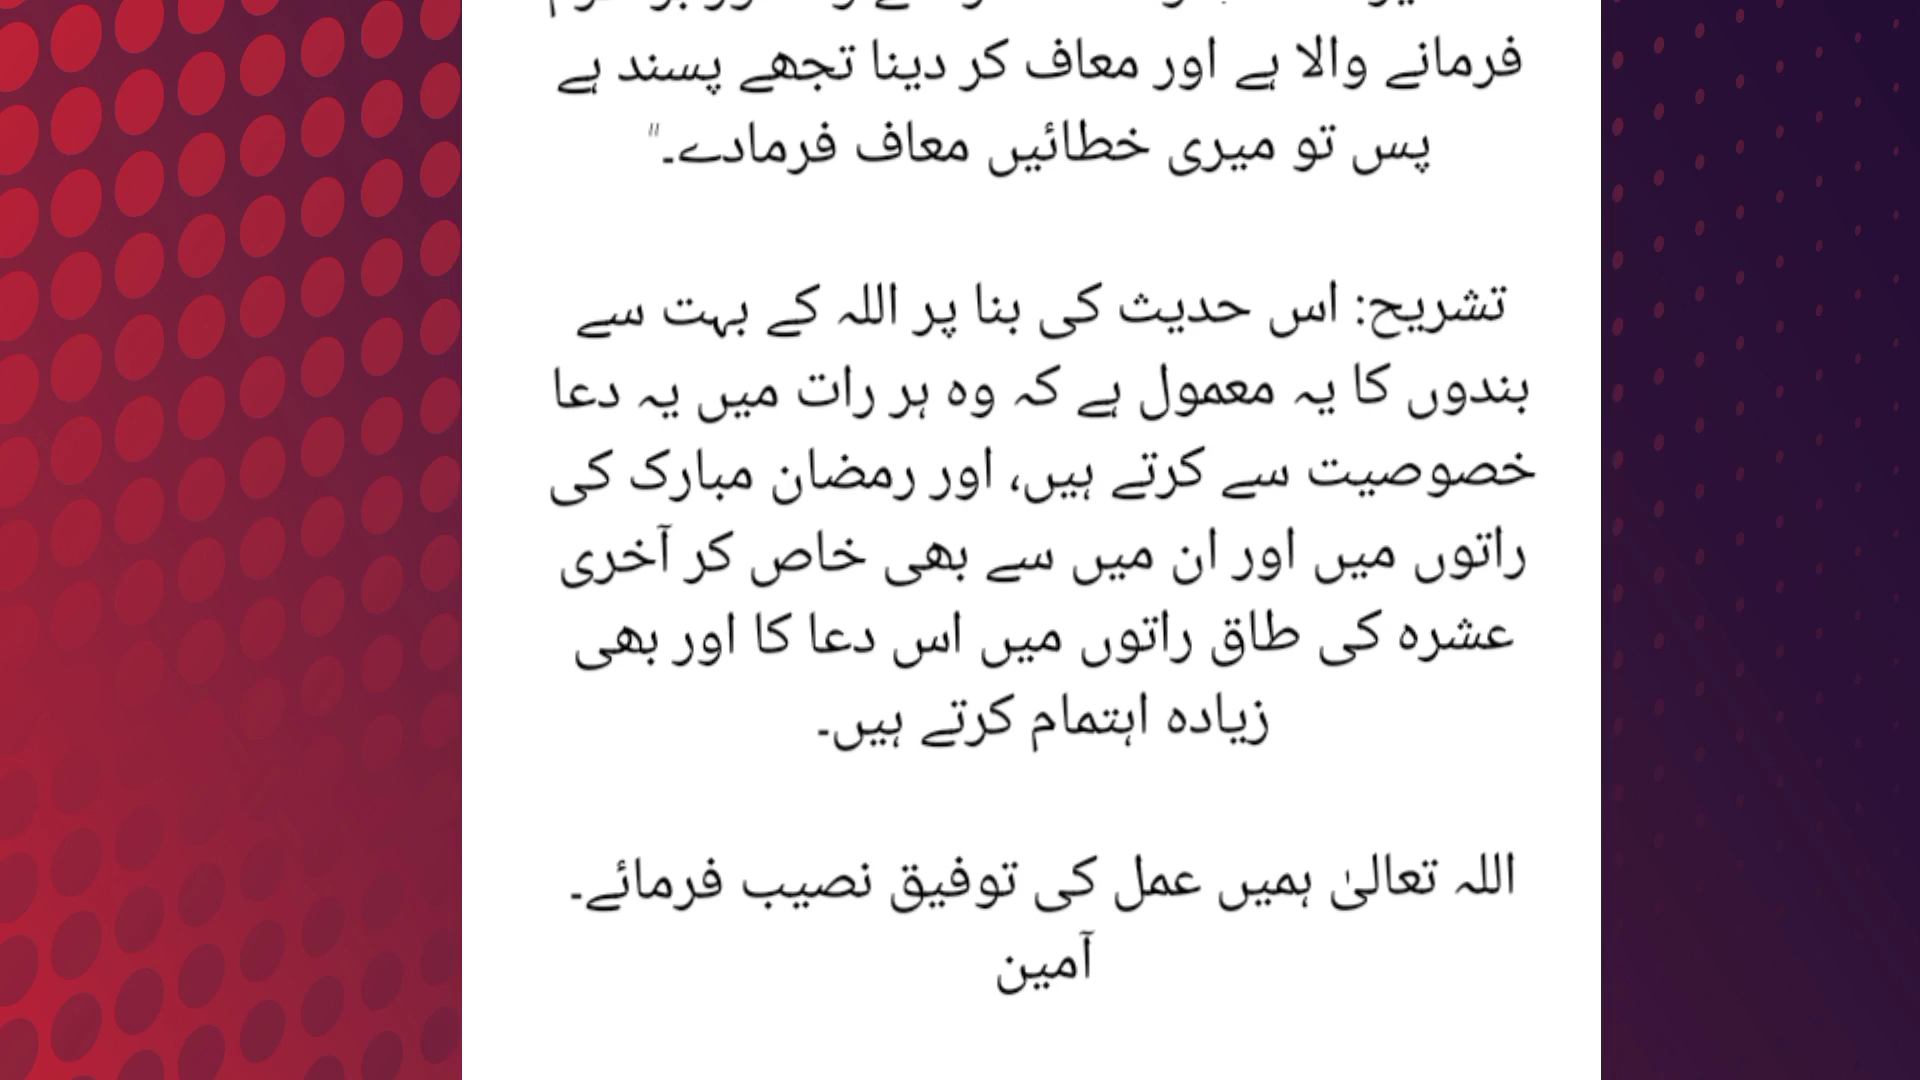 فرمانے والا ہے اور معاف کر دینا تجھے پسند ہے
پس تو میری خطائیں معاف فرمادے۔"
تشریح: اس حدیث کی بنا پر اللہ کے بہت سے
بندوں کا یہ معمول ہے کہ وہ ہر رات میں یہ دعا
خصوصیت سے کرتے ہیں، اور رمضان مبارک کی
راتوں میں اور ان میں سے بھی خاص کر آخری
عشرہ کی طاق راتوں میں اس دعا کا اور بھی
زیادہ اہتمام کرتے ہیں۔
اللہ تعالیٰ ہمیں عمل کی توفیق نصیب فرمائے۔
آمین